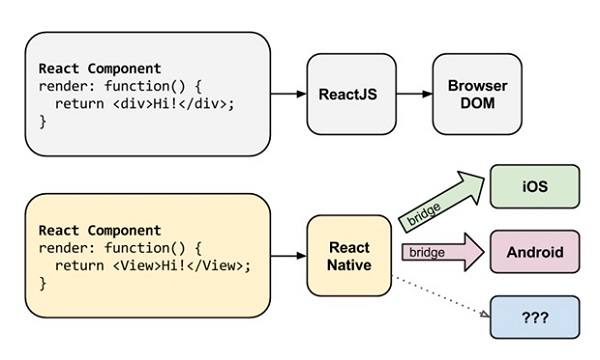 React Component
render: function() {
  return <div>Hi!</div>;
}
ReactJS
Browser
DOM
React Component
render: function() {
  return <View>Hi!</View>;
}
React
Native
bridge
iOS
bridge
Android
???